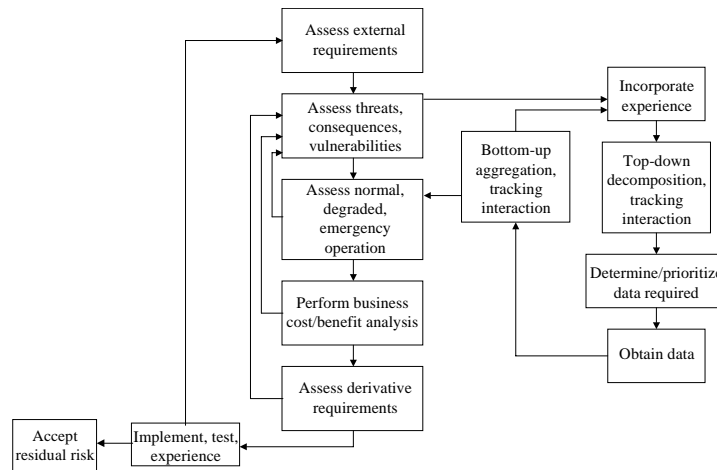 Assess external
requirements
Assess threats,
consequences,
vulnerabilities
Assess normal,
degraded,
emergency
operation
Perform business
cost/benefit analysis
Assess derivative
requirements
Implement, test,
experience
Accept
residual risk
Incorporate
experience
Top-down
decomposition,
tracking
interaction
Determine/prioritize
data required
Obtain data
Bottom-up
aggregation,
tracking
interaction